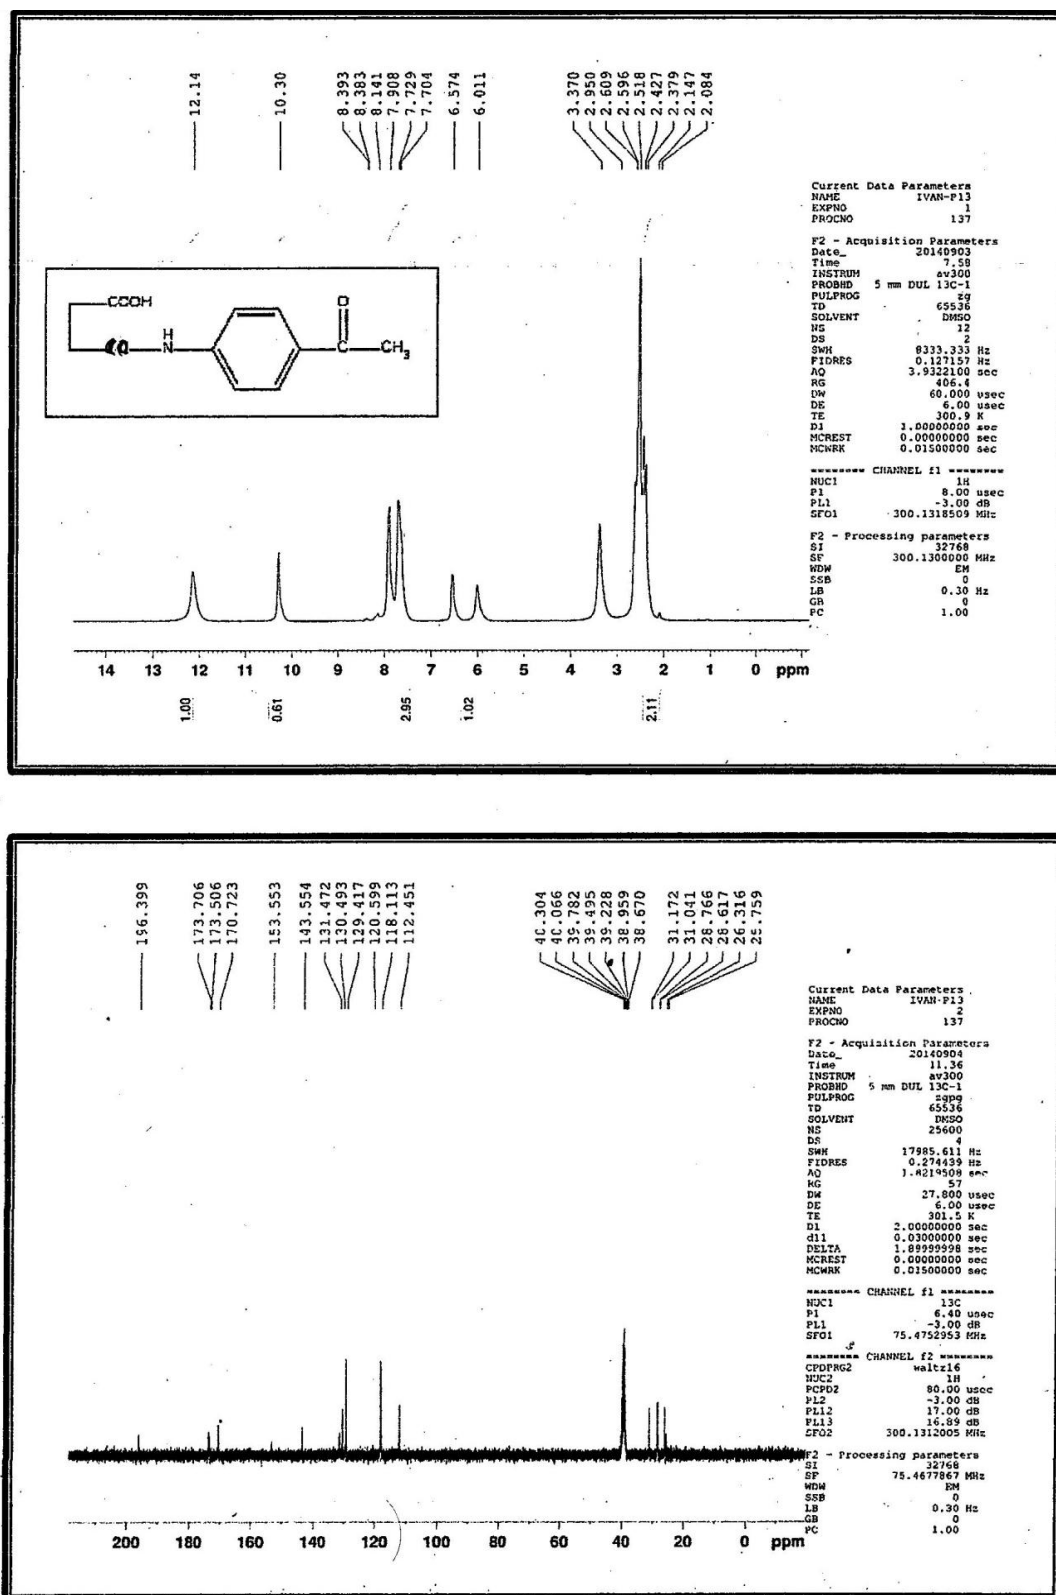 12.14
10.30
8.393
8.383
8.141
7.908
7.729
7.704
6.574
6.011
3.370
2.950
2.609
2.596
2.518
2.427
2.379
2.147
2.084
Current Data Parameters
NAME IVAN-P13
EXPNO 1
PROCNO 137
F2 - Acquisition Parameters
Date_ 20140903
Time 7.58
INSTRUM av300
PROBHD 5 mm DUL 13C-1
PULPROG zg
TD 65536
SOLVENT DMSO
NS 12
DS 2
SWH 8333.333 Hz
FIDRES 0.127157 Hz
AQ 3.9322100 sec
RG 406.4
DW 60.000 usec
DE 6.00 usec
TE 300.9 K
D1 1.00000000 sec
MCREST 0.00000000 sec
MCWRK 0.01500000 sec
======== CHANNEL f1 ========
NUC1 1H
P1 8.00 usec
PL1 -3.00 dB
SFO1 300.1318509 MHz
F2 - Processing parameters
SI 32768
SF 300.1300000 MHz
WDW EM
SSB 0
LB 0.30 Hz
GB 0
PC 1.00
COOH
H
N
O
C
CH3
14 13 12 11 10 9 8 7 6 5 4 3 2 1 0 ppm
1.00
0.61
2.95
1.02
2.11
196.399
173.706
173.506
170.723
153.553
143.554
131.472
130.493
129.417
120.599
118.113
112.451
40.304
40.066
39.782
39.495
39.228
38.959
38.670
31.172
31.041
28.766
28.617
26.316
25.759
Current Data Parameters
NAME IVAN-P13
EXPNO 2
PROCNO 137
F2 - Acquisition Parameters
Date_ 20140904
Time 11.36
INSTRUM av300
PROBHD 5 mm DUL 13C-1
PULPROG zgpg
TD 65536
SOLVENT DMSO
NS 25600
DS 4
SWH 17985.611 Hz
FIDRES 0.274439 Hz
AQ 1.8219508 sec
RG 57
DW 27.800 usec
DE 6.00 usec
TE 301.5 K
D1 2.00000000 sec
d11 0.03000000 sec
DELTA 1.89999998 sec
MCREST 0.00000000 sec
MCWRK 0.01500000 sec
======== CHANNEL f1 ========
NUC1 13C
P1 6.40 usec
PL1 -3.00 dB
SFO1 75.4752953 MHz
======== CHANNEL f2 ========
CPDPRG2 waltz16
NUC2 1H
PCPD2 80.00 usec
PL2 -3.00 dB
PL12 17.00 dB
PL13 16.89 dB
SFO2 300.1312005 MHz
F2 - Processing parameters
SI 32768
SF 75.4677867 MHz
WDW EM
SSB 0
LB 0.30 Hz
GB 0
PC 1.00
200 180 160 140 120 100 80 60 40 20 0 ppm